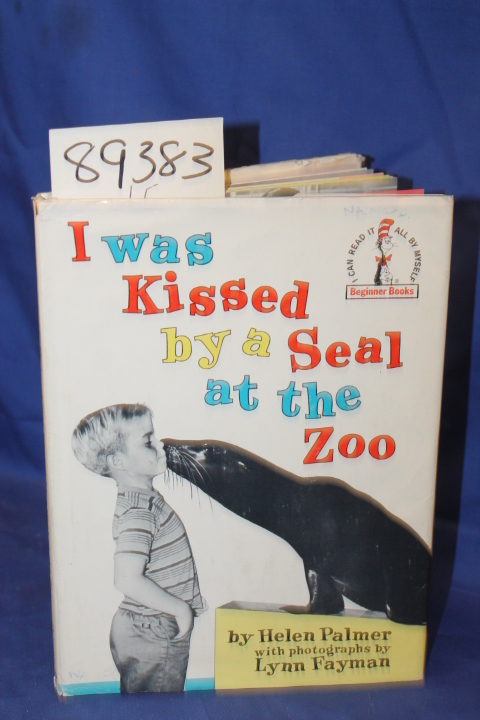 89383
I was
Kissed
by a Seal
at the
Zoo
I CAN READ IT ALL BY MYSELF
Beginner Books
by Helen Palmer
with photographs by
Lynn Fayman